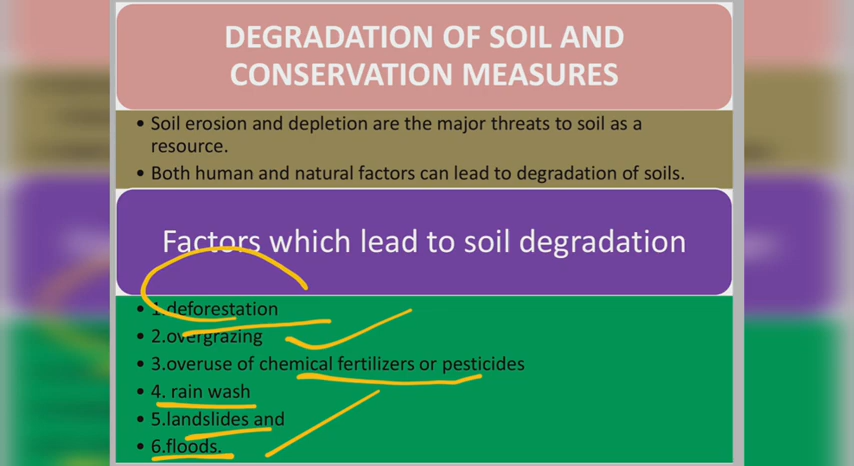 DEGRADATION OF SOIL AND
CONSERVATION MEASURES
• Soil erosion and depletion are the major threats to soil as a
resource.
• Both human and natural factors can lead to degradation of soils.
Factors which lead to soil degradation
• 1.deforestation
• 2.overgrazing
• 3.overuse of chemical fertilizers or pesticides
• 4. rain wash
• 5.landslides and
• 6.floods.